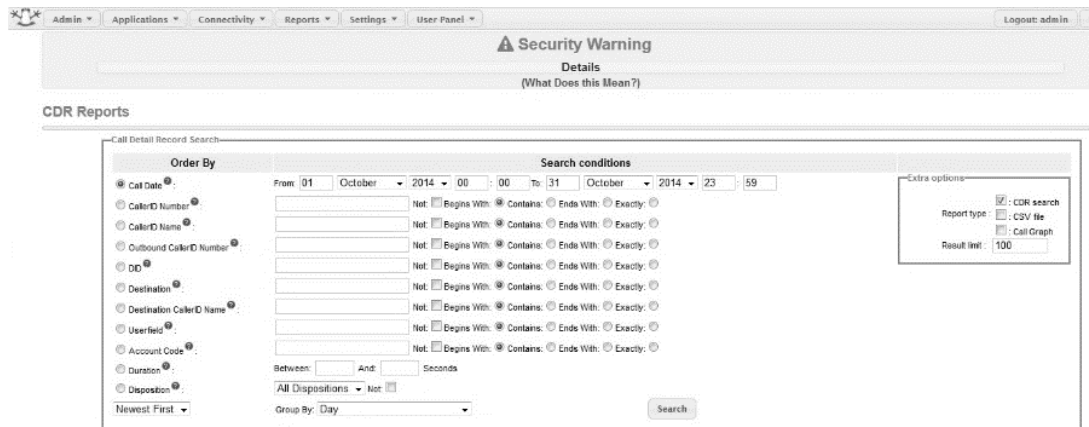 Admin Applications Connectivity Reports Settings User Panel Logout: admin
Security Warning
Details
(What Does this Mean?)
CDR Reports
Call Detail Record Search
Order By Search conditions
Call Date : From: 01 October 2014 00 : 00 To: 31 October 2014 23 : 59
Extra options
CallerID Number : Not: Begins With: Contains: Ends With: Exactly:
CallerID Name : Not: Begins With: Contains: Ends With: Exactly:
Outbound CallerID Number : Not: Begins With: Contains: Ends With: Exactly:
Report type : : CDR search
: CSV file
: Call Graph
Result limit : 100
DID : Not: Begins With: Contains: Ends With: Exactly:
Destination : Not: Begins With: Contains: Ends With: Exactly:
Destination CallerID Name : Not: Begins With: Contains: Ends With: Exactly:
Userfield : Not: Begins With: Contains: Ends With: Exactly:
Account Code : Not: Begins With: Contains: Ends With: Exactly:
Duration : Between: And: Seconds
Disposition : All Dispositions Not:
Newest First Group By: Day Search